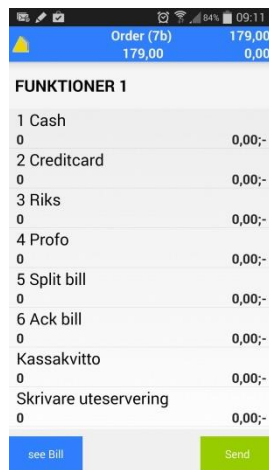 84% 09:11
Order (7b) 179,00
179,00 0,00
FUNKTIONER 1
1 Cash
0 0,00;-
2 Creditcard
0 0,00;-
3 Riks
0 0,00;-
4 Profo
0 0,00;-
5 Split bill
0 0,00;-
6 Ack bill
0 0,00;-
Kassakvitto
0 0,00;-
Skrivare uteservering
0 0,00;-
see Bill Send